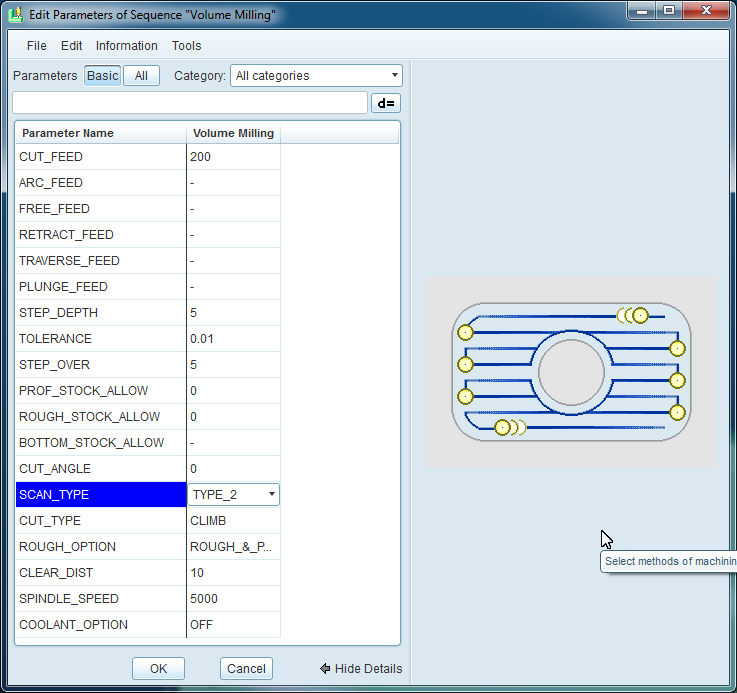 Edit Parameters of Sequence "Volume Milling"
File Edit Information Tools
Parameters Basic All Category: All categories
d=
Parameter Name Volume Milling
CUT_FEED 200
ARC_FEED -
FREE_FEED -
RETRACT_FEED -
TRAVERSE_FEED -
PLUNGE_FEED -
STEP_DEPTH 5
TOLERANCE 0.01
STEP_OVER 5
PROF_STOCK_ALLOW 0
ROUGH_STOCK_ALLOW 0
BOTTOM_STOCK_ALLOW -
CUT_ANGLE 0
SCAN_TYPE TYPE_2
CUT_TYPE CLIMB
ROUGH_OPTION ROUGH_&_P...
CLEAR_DIST 10
SPINDLE_SPEED 5000
COOLANT_OPTION OFF
Select methods of machinin
OK Cancel Hide Details